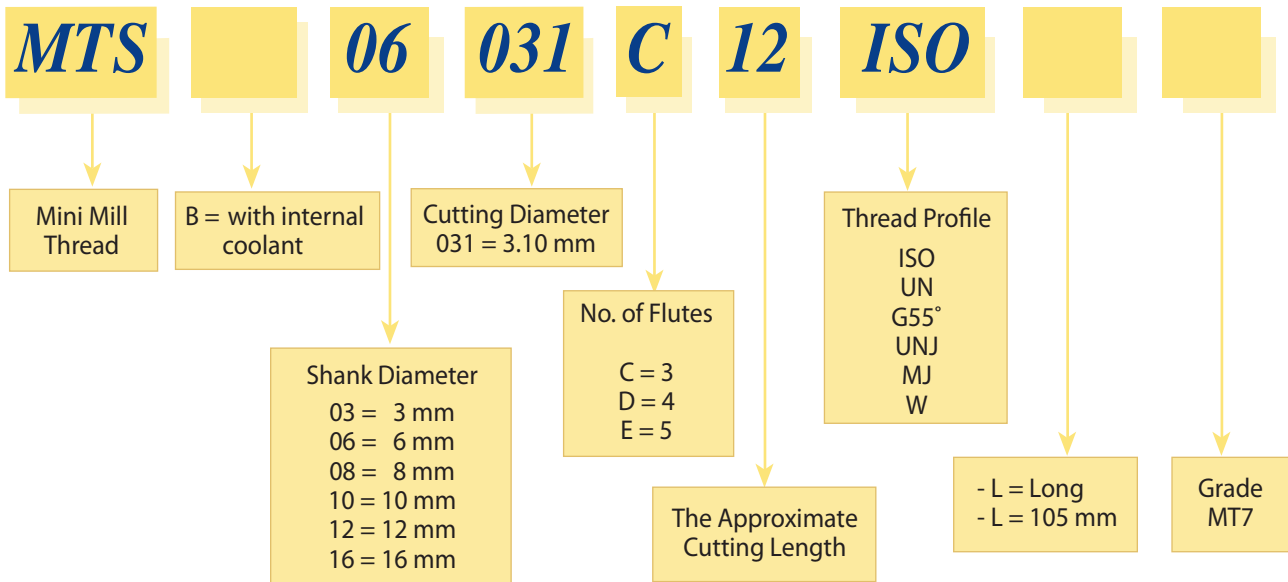 MTS 06 031 C 12 ISO
Mini Mill
Thread
B = with internal
coolant
Shank Diameter
03 = 3 mm
06 = 6 mm
08 = 8 mm
10 = 10 mm
12 = 12 mm
16 = 16 mm
Cutting Diameter
031 = 3.10 mm
No. of Flutes
C = 3
D = 4
E = 5
The Approximate
Cutting Length
Thread Profile
ISO
UN
G55°
UNJ
MJ
W
- L = Long
- L = 105 mm
Grade
MT7